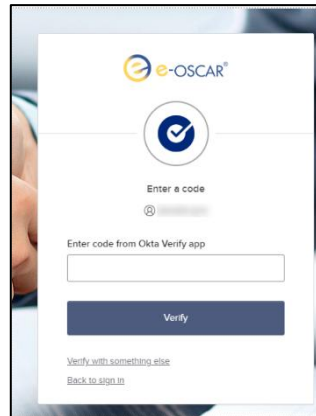 e-OSCAR®
Enter a code
Enter code from Okta Verify app
Verify
Verify with something else
Back to sign in